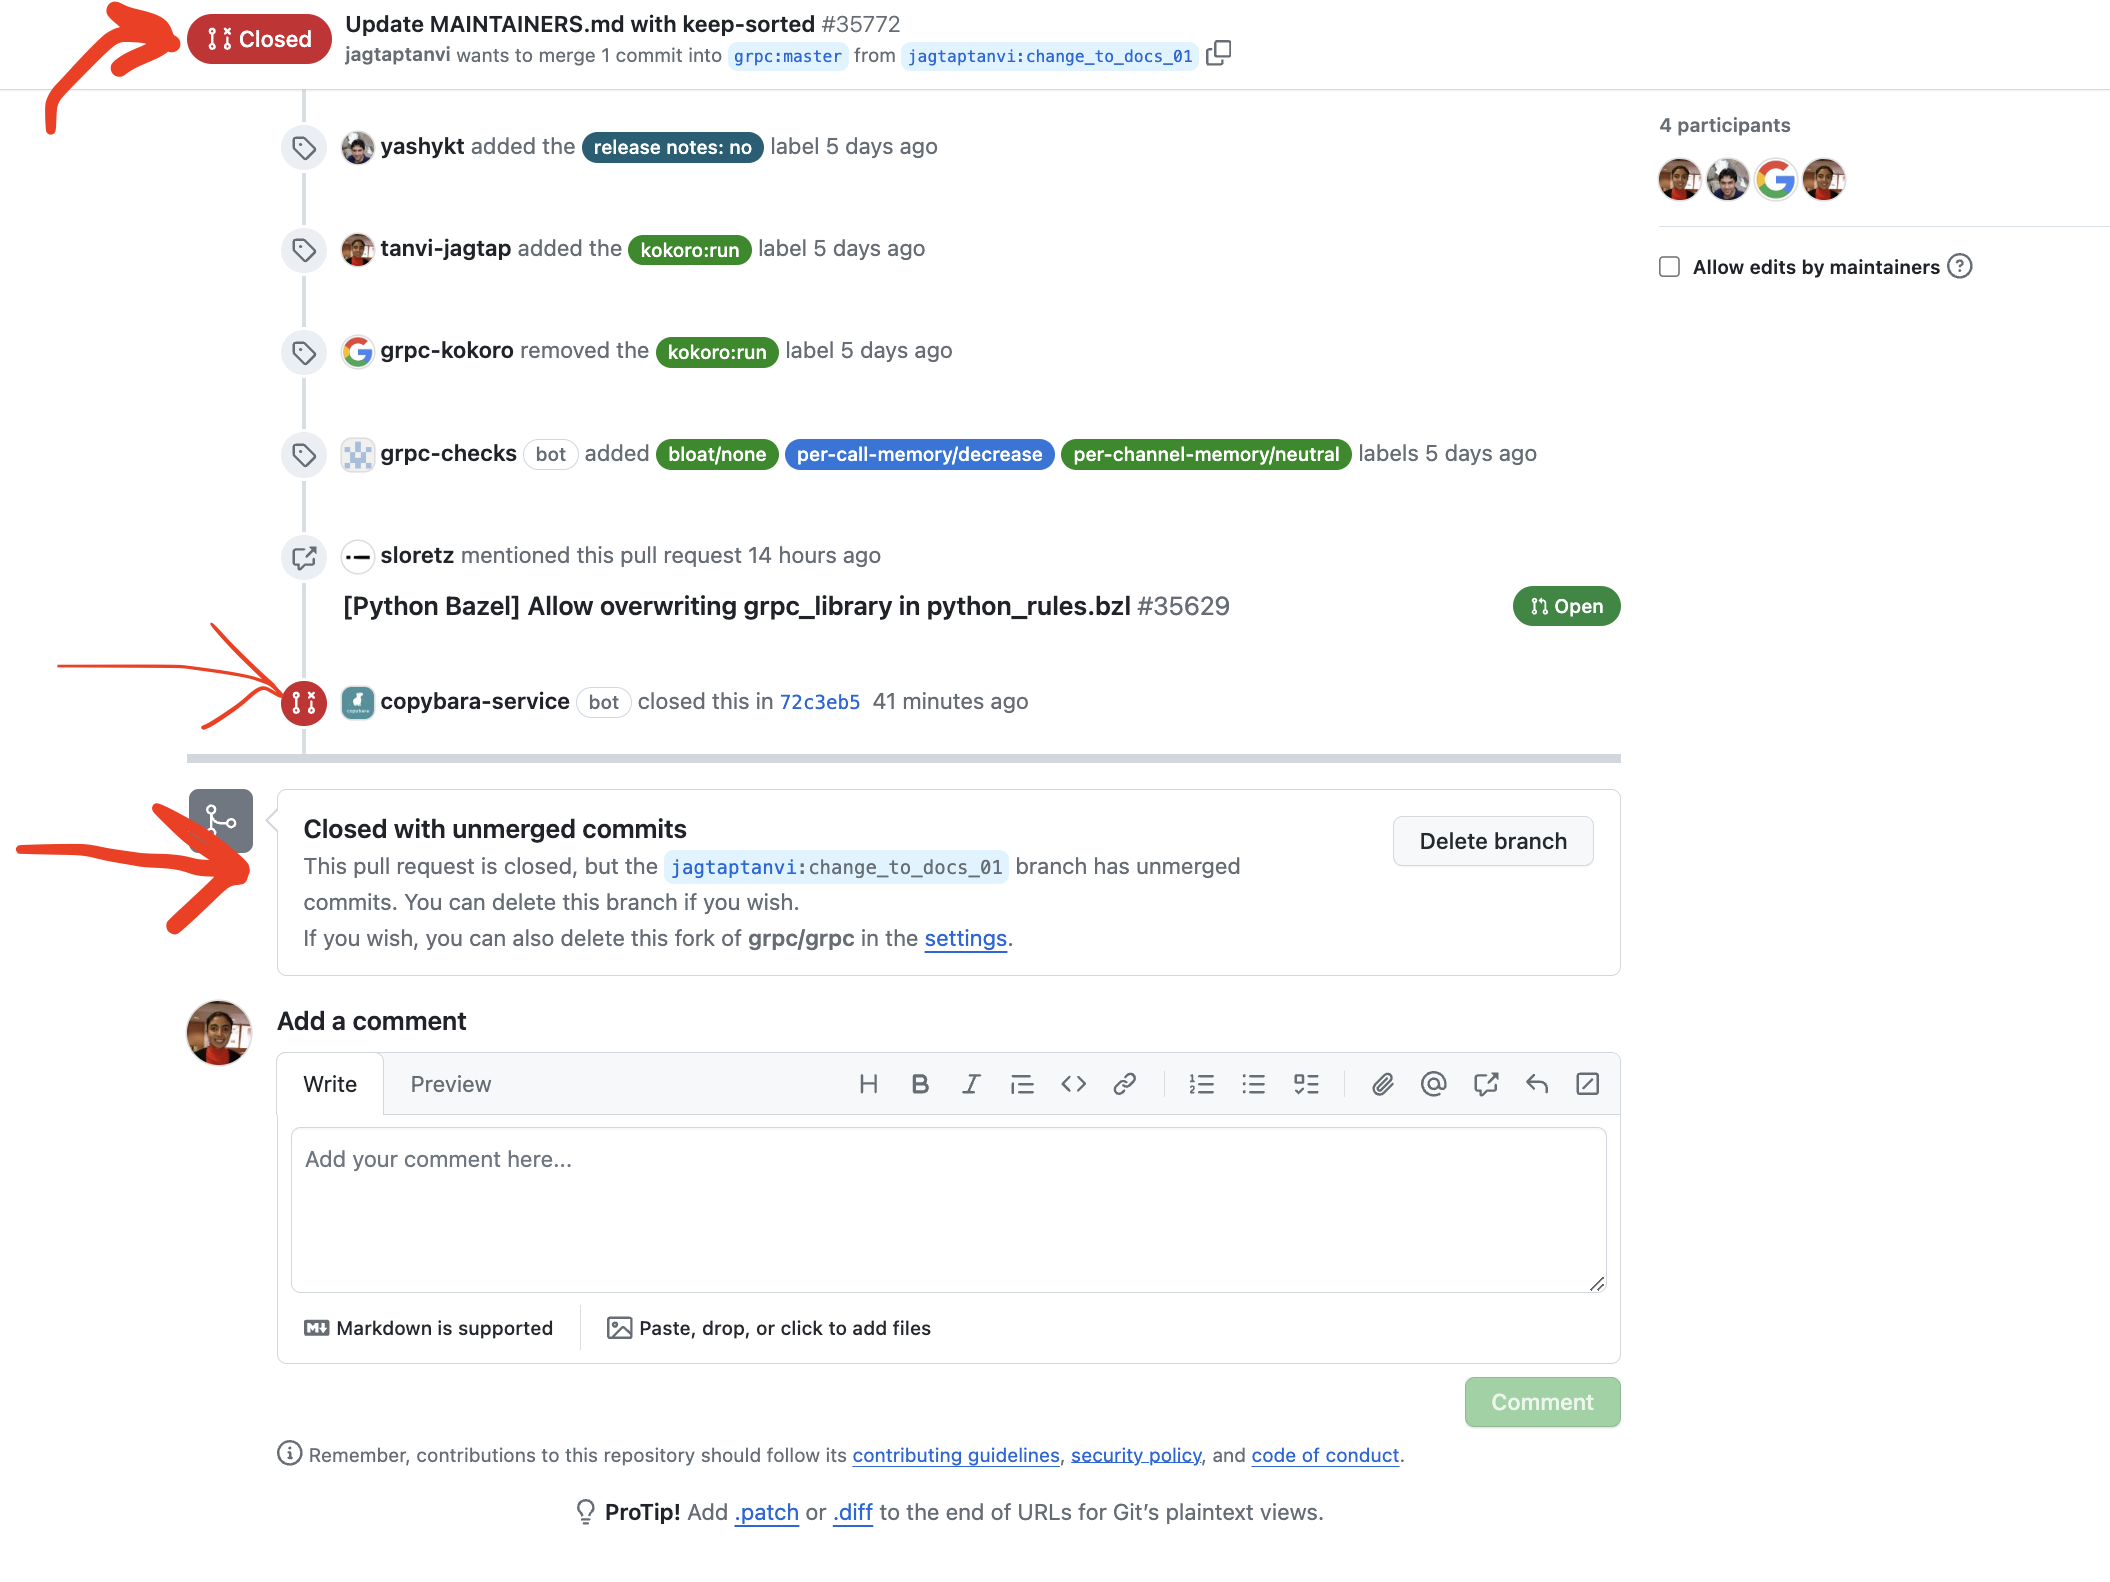 Closed
Update MAINTAINERS.md with keep-sorted #35772
jagtaptanvi wants to merge 1 commit into grpc:master from jagtaptanvi:change_to_docs_01
yashykt added the release notes: no label 5 days ago
tanvi-jagtap added the kokoro:run label 5 days ago
grpc-kokoro removed the kokoro:run label 5 days ago
grpc-checks bot added bloat/none per-call-memory/decrease per-channel-memory/neutral labels 5 days ago
sloretz mentioned this pull request 14 hours ago
[Python Bazel] Allow overwriting grpc_library in python_rules.bzl #35629
Open
copybara-service bot closed this in 72c3eb5 41 minutes ago
Closed with unmerged commits
This pull request is closed, but the jagtaptanvi:change_to_docs_01 branch has unmerged
commits. You can delete this branch if you wish.
If you wish, you can also delete this fork of grpc/grpc in the settings.
Delete branch
Add a comment
Write
Preview
Add your comment here...
Markdown is supported
Paste, drop, or click to add files
Comment
Remember, contributions to this repository should follow its contributing guidelines, security policy, and code of conduct.
ProTip! Add .patch or .diff to the end of URLs for Git’s plaintext views.
4 participants
Allow edits by maintainers